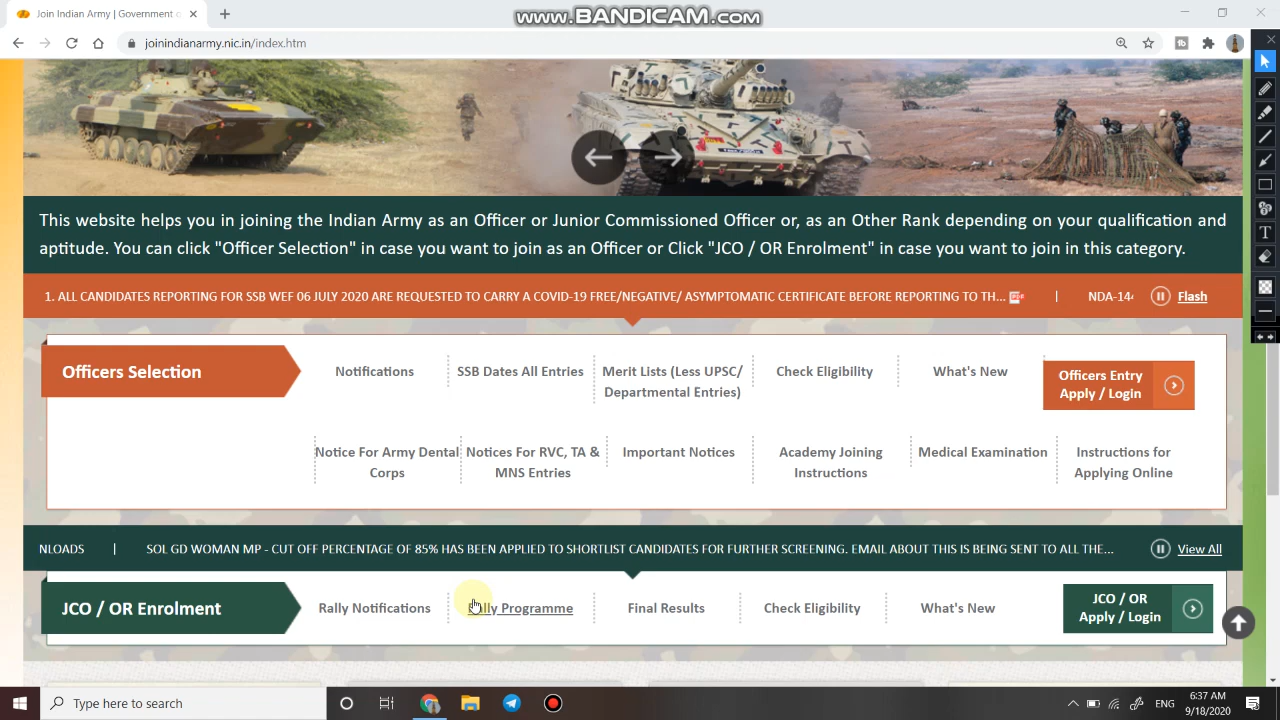 Join Indian Army | Government o
www.BANDICAM.com
joinindianarmy.nic.in/index.htm
This website helps you in joining the Indian Army as an Officer or Junior Commissioned Officer or, as an Other Rank depending on your qualification and
aptitude. You can click "Officer Selection" in case you want to join as an Officer or Click "JCO / OR Enrolment" in case you want to join in this category.
1. ALL CANDIDATES REPORTING FOR SSB WEF 06 JULY 2020 ARE REQUESTED TO CARRY A COVID-19 FREE/NEGATIVE/ ASYMPTOMATIC CERTIFICATE BEFORE REPORTING TO TH... | NDA-144 Flash
Officers Selection
Notifications
SSB Dates All Entries
Merit Lists (Less UPSC/
Departmental Entries)
Check Eligibility
What's New
Officers Entry
Apply / Login
Notice For Army Dental
Corps
Notices For RVC, TA &
MNS Entries
Important Notices
Academy Joining
Instructions
Medical Examination
Instructions for
Applying Online
NLOADS | SOL GD WOMAN MP - CUT OFF PERCENTAGE OF 85% HAS BEEN APPLIED TO SHORTLIST CANDIDATES FOR FURTHER SCREENING. EMAIL ABOUT THIS IS BEING SENT TO ALL THE... View All
JCO / OR Enrolment
Rally Notifications
Rally Programme
Final Results
Check Eligibility
What's New
JCO / OR
Apply / Login
Type here to search
ENG
6:37 AM
9/18/2020